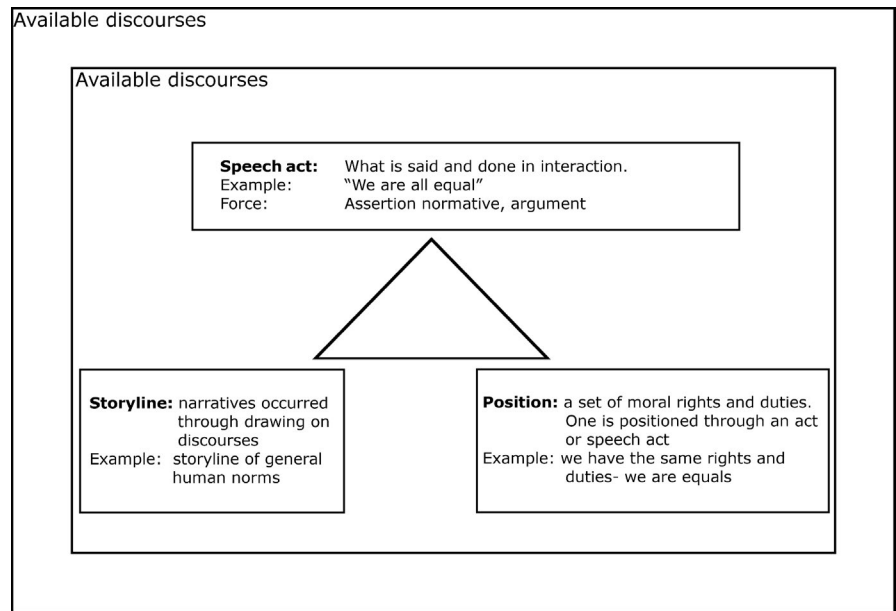 Available discourses
Available discourses
Speech act: What is said and done in interaction.
Example: “We are all equal”
Force: Assertion normative, argument
Storyline: narratives occurred
through drawing on
discourses
Example: storyline of general
human norms
Position: a set of moral rights and duties.
One is positioned through an act
or speech act
Example: we have the same rights and
duties- we are equals